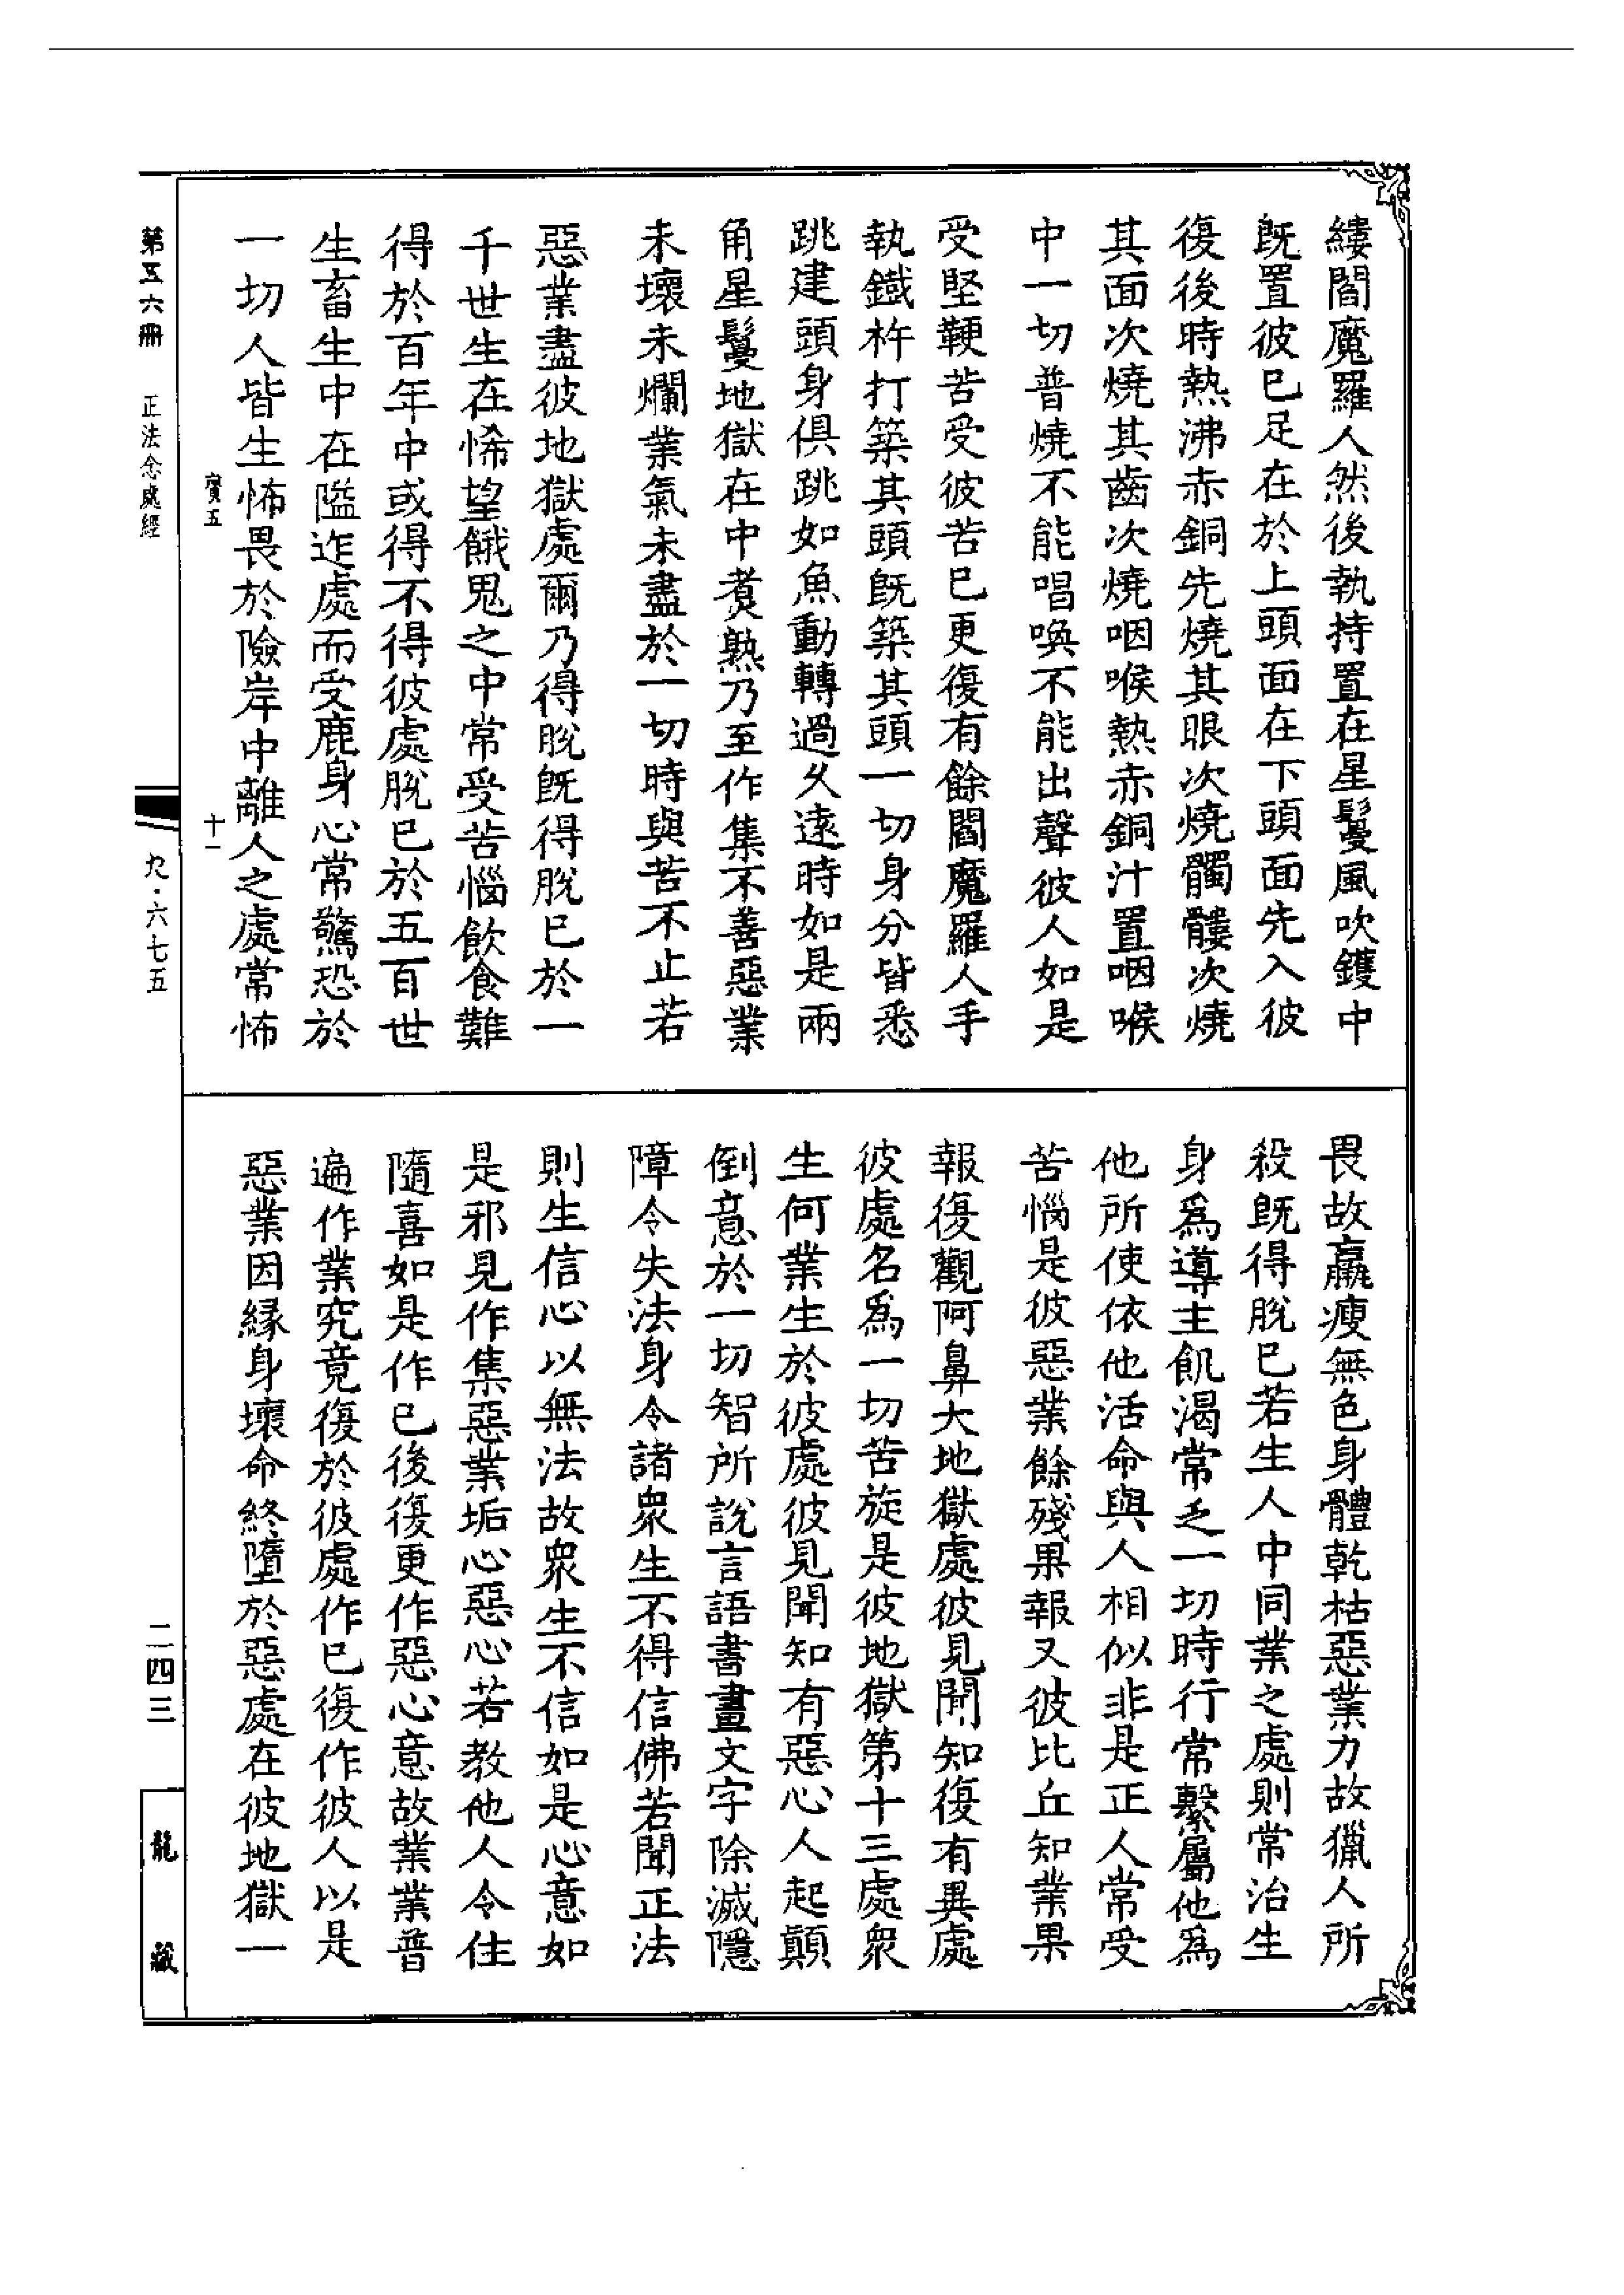 縷閻魔羅人然後執持置在星鬘風吹鑊中
旣置彼已足在於上頭面在下頭面先入彼
復後時熱沸赤銅先燒其眼次燒髑髏次燒
其面次燒其齒次燒咽喉熱赤銅汁置咽喉
中一切普燒不能唱喚不能出聲彼人如是
受堅鞕苦受彼苦已更復有餘閻魔羅人手
執鐵杵打築其頭旣築其頭一切身分皆悉
跳建頭身俱跳如魚動轉過久遠時如是兩
角星鬘地獄在中煑熟乃至作集不善惡業
未壞未爛業氣未盡於一切時與苦不止若
惡業盡彼地獄處爾乃得脫旣得脫已於一
千世生在悕望餓鬼之中常受苦惱飲食難
得於百年中或得不得彼處脫已於五百世
生畜生中在隘迮處而受鹿身心常驚恐於
一切人皆生怖畏於險岸中離人之處常怖
畏故羸瘦無色身體乾枯惡業力故獵人所
殺旣得脫已若生人中同業之處則常治生
身爲導主飢渴常乏一切時行常繫屬他爲
他所使依他活命與人相似非是正人常受
苦惱是彼惡業餘殘果報又彼比丘知業果
報復觀阿鼻大地獄處彼見聞知復有異處
彼處名爲一切苦旋是彼地獄第十三處衆
生何業生於彼處彼見聞知有惡心人起顛
倒意於一切智所說言語書畫文字除滅隱
障令失法身令諸衆生不得信佛若聞正法
則生信心以無法故衆生不信如是心意如
是邪見作集惡業垢心惡心若教他人令住
隨喜如是作已後復更作惡心意故業業普
遍作業究竟復於彼處作已復作彼人以是
惡業因緣身壞命終墮於惡處在彼地獄一
寳五
十一
第五六冊
正法念處經
九·六七五
二四三
龍藏